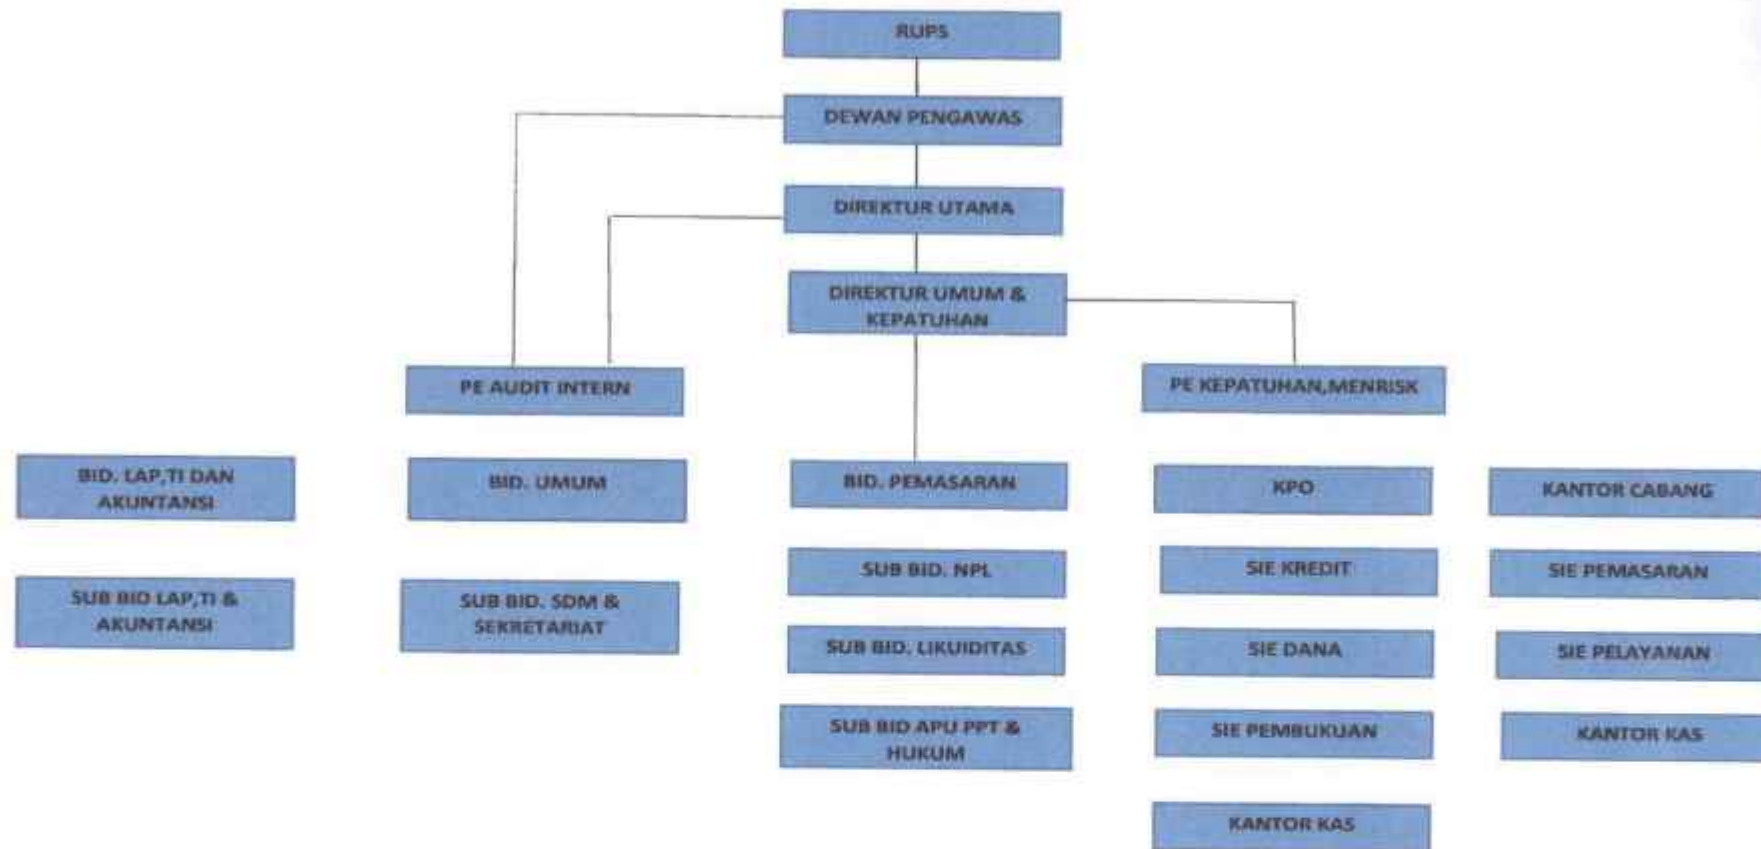 RUPS
DEWAN PENGAWAS
DIREKTUR UTAMA
DIREKTUR UMUM &
KEPATUHAN
PE AUDIT INTERN
PE KEPATUHAN,MENRISK
BID. LAP,TI DAN
AKUNTANSI
BID. UMUM
BID. PEMASARAN
KPO
KANTOR CABANG
SUB BID LAP,TI &
AKUNTANSI
SUB BID. SDM &
SEKRETARIAT
SUB BID. NPL
SIE KREDIT
SIE PEMASARAN
SUB BID. LIKUIDITAS
SIE DANA
SIE PELAYANAN
SUB BID APU PPT &
HUKUM
SIE PEMBUKUAN
KANTOR KAS
KANTOR KAS